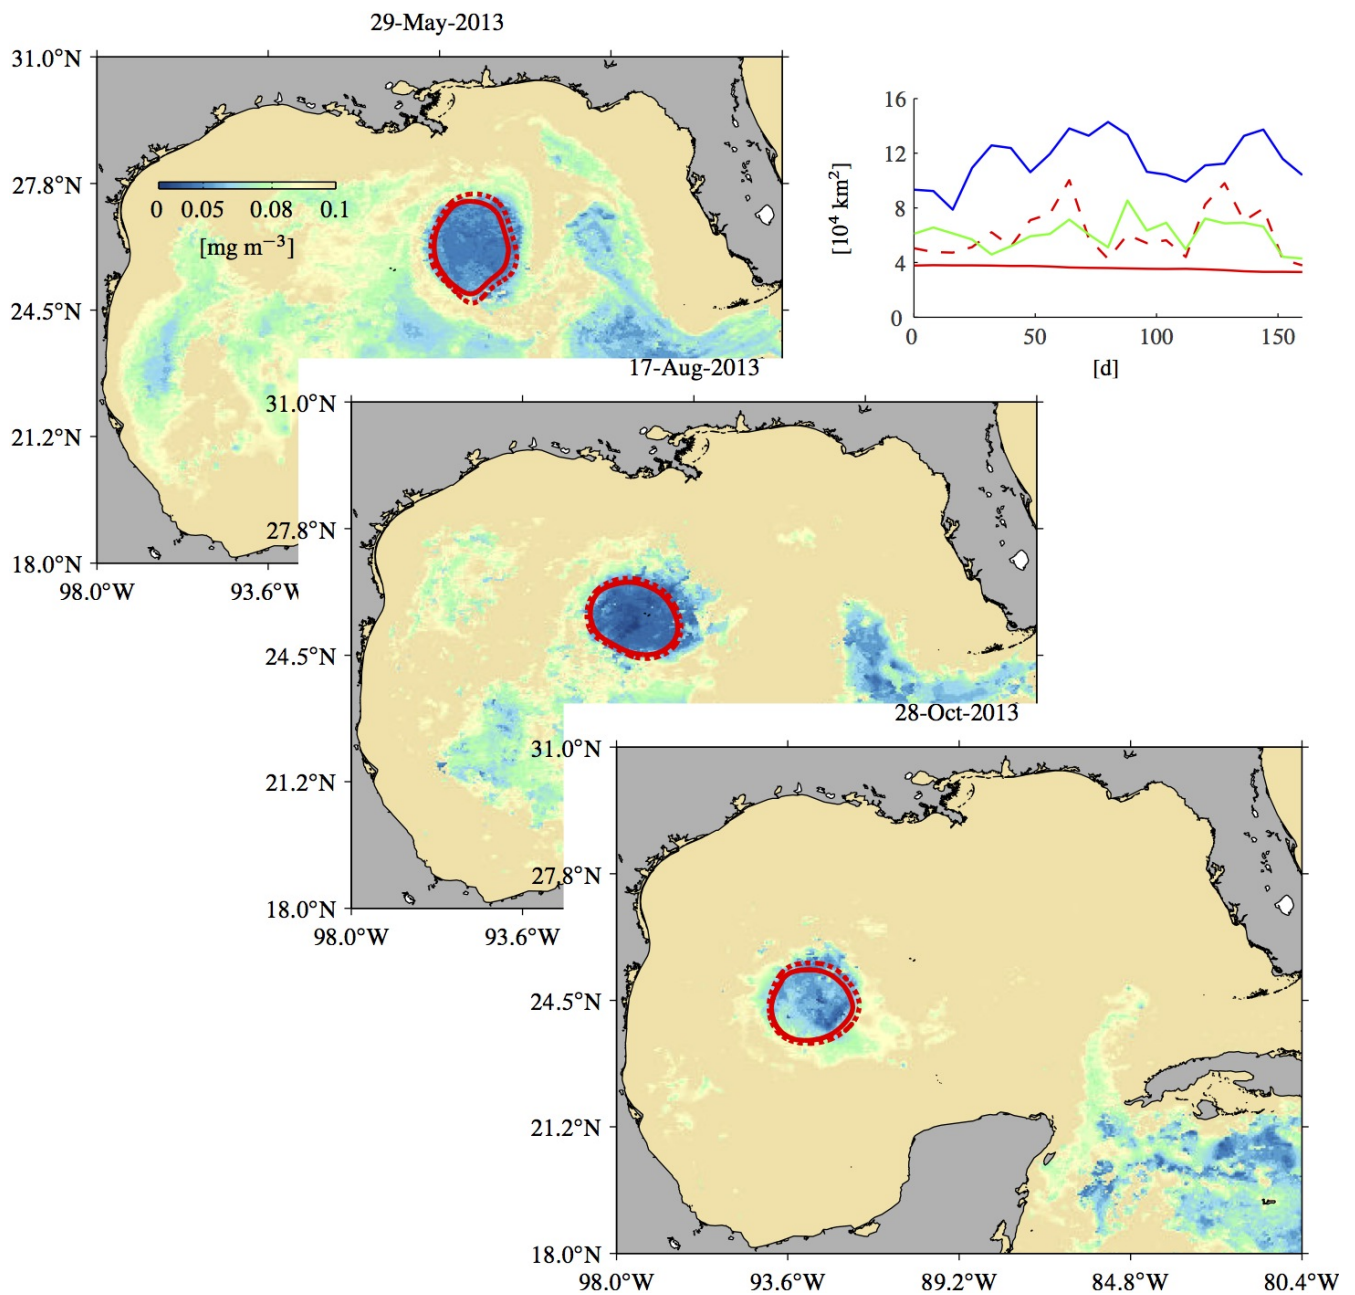 29-May-2013
31.0°N
27.8°N
24.5°N
21.2°N
18.0°N
98.0°W 93.6°W
0 0.05 0.08 0.1
[mg m−3]
16
12
8
4
0
[10⁴ km²]
0 50 100 150
[d]
17-Aug-2013
31.0°N
27.8°N
24.5°N
21.2°N
18.0°N
98.0°W 93.6°W
28-Oct-2013
31.0°N
27.8°N
24.5°N
21.2°N
18.0°N
98.0°W 93.6°W 89.2°W 84.8°W 80.4°W